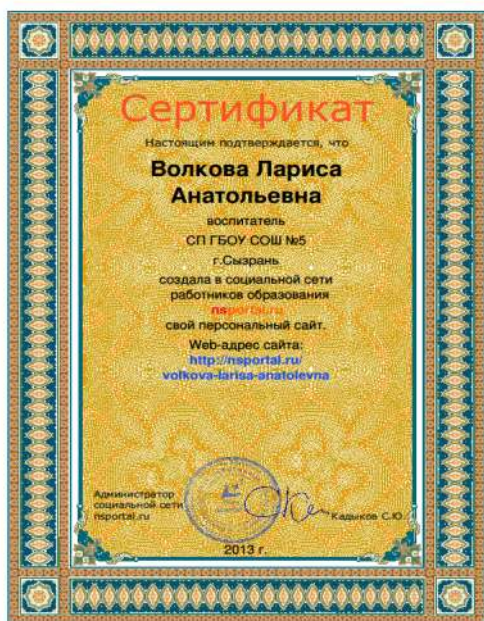 Сертификат
Настоящим подтверждается, что
Волкова Лариса
Анатольевна
воспитатель
СП ГБОУ СОШ №5
г.Сызрань
создала в социальной сети
работников образования
nsportal.ru
свой персональный сайт.
Web-адрес сайта:
http://nsportal.ru/
volkova-larisa-anatolevna
Администратор
социальной сети
nsportal.ru
Кадыков С.Ю.
2013 г.